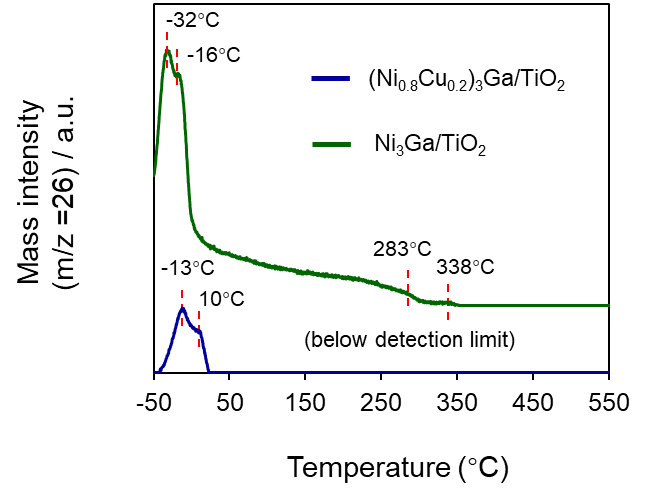 -32°C
-16°C
(Ni0.8Cu0.2)3Ga/TiO2
Ni3Ga/TiO2
Mass intensity
(m/z =26) / a.u.
283°C
338°C
-13°C
10°C
(below detection limit)
-50 50 150 250 350 450 550
Temperature (°C)